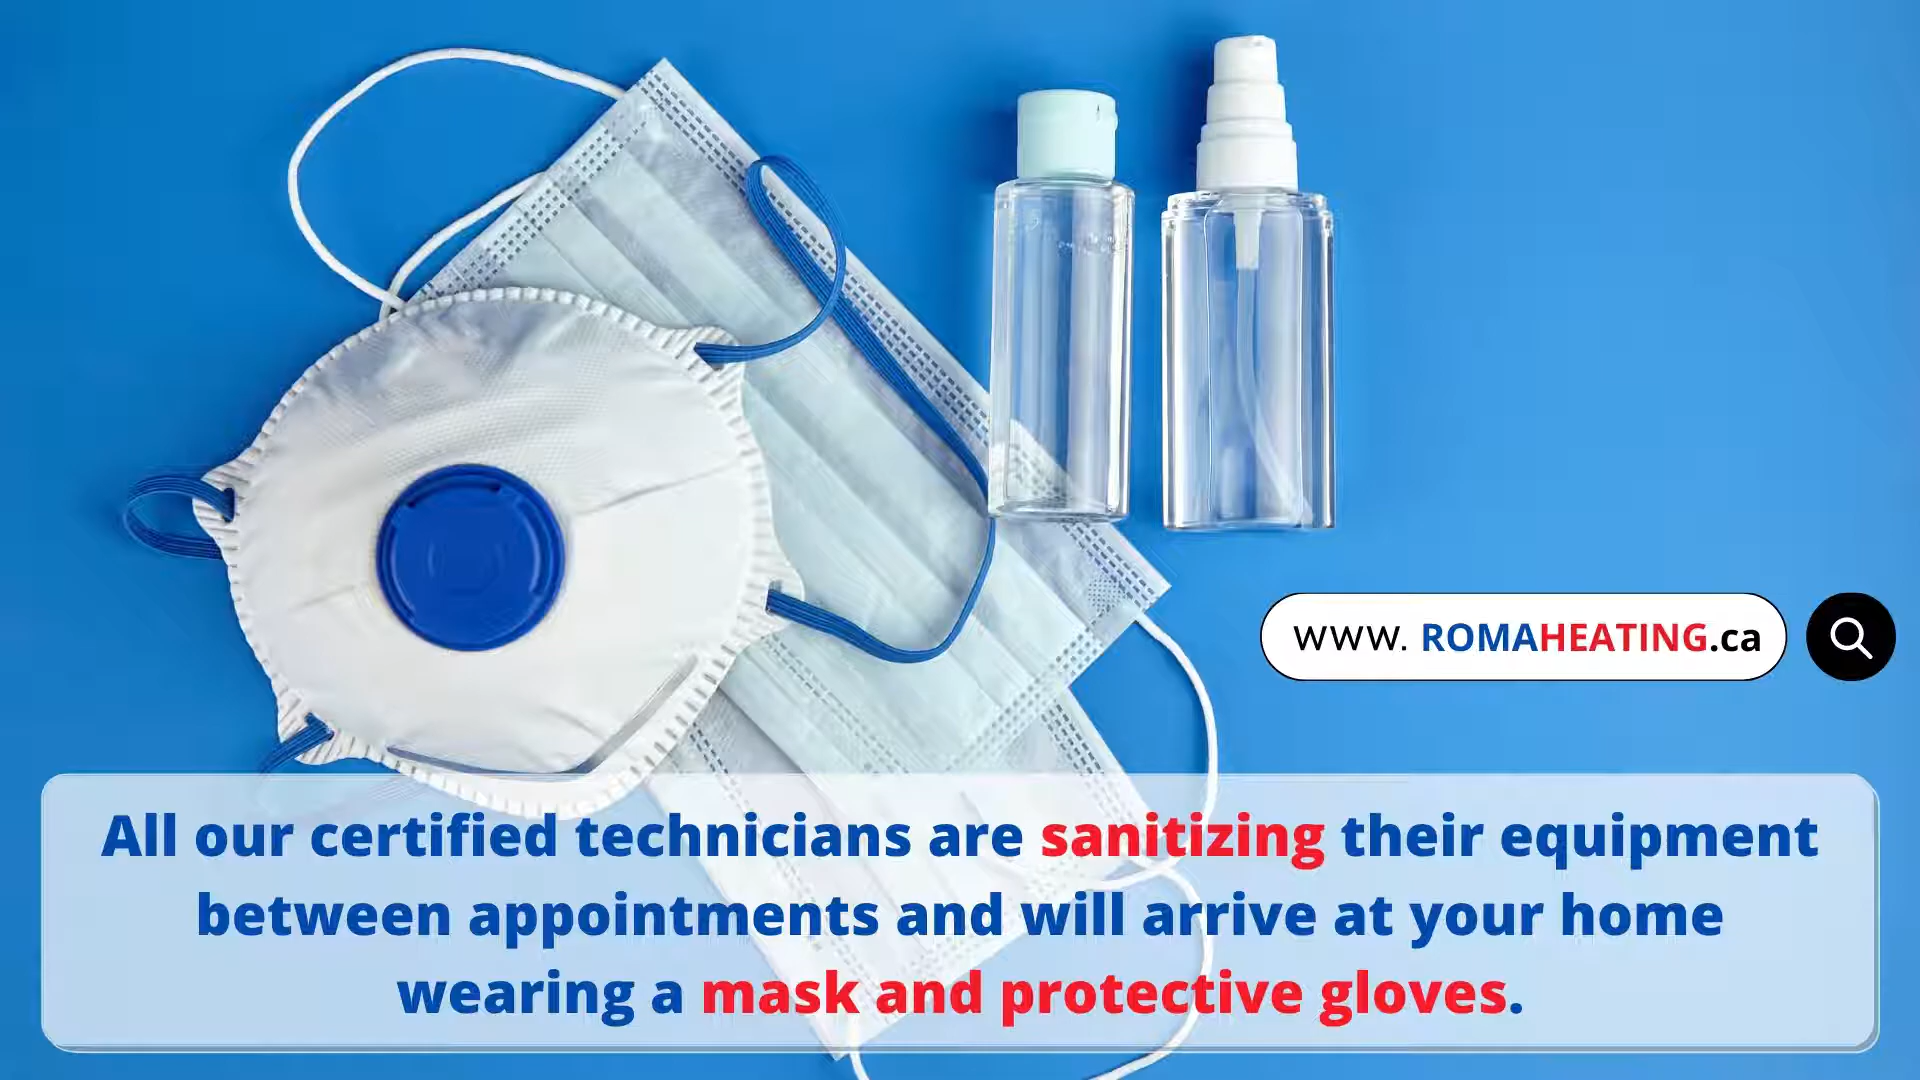 www. ROMAHEATING.ca
All our certified technicians are sanitizing their equipment
between appointments and will arrive at your home
wearing a mask and protective gloves.